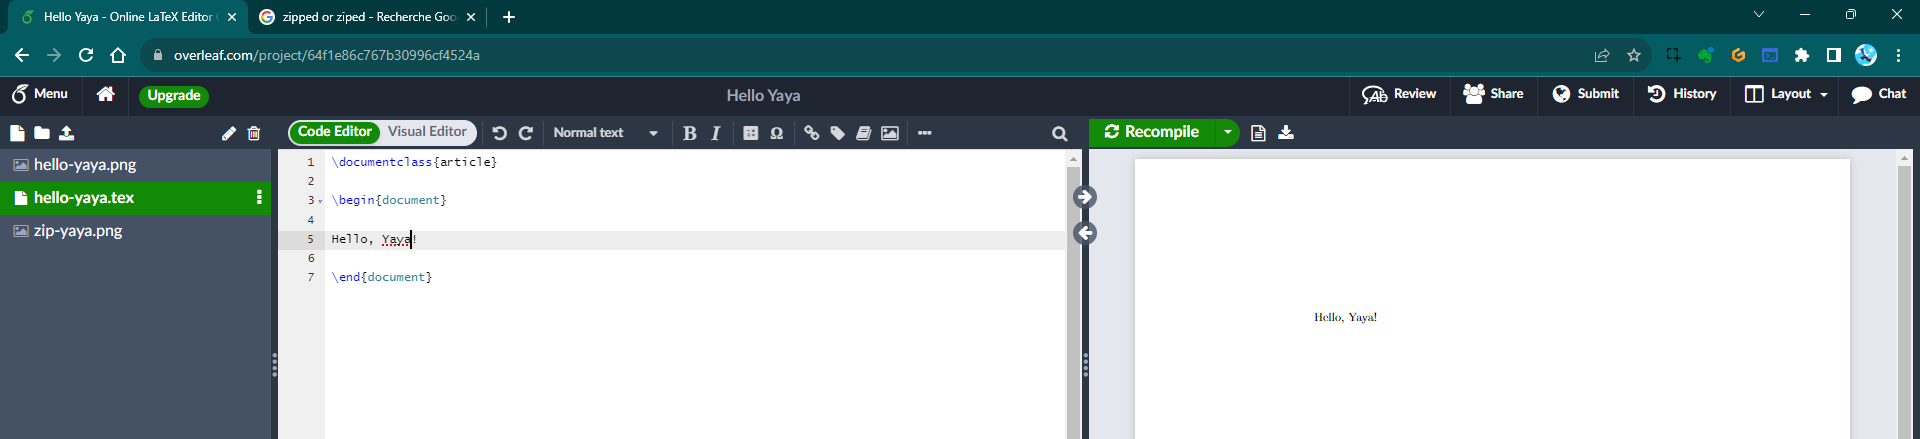 Hello Yaya - Online LaTeX Editor
zipped or ziped - Recherche Goo
overleaf.com/project/64f1e86c767b30996cf4524a
Menu
Upgrade
Hello Yaya
Review
Share
Submit
History
Layout
Chat
Code Editor
Visual Editor
Normal text
B
I
Ω
Recompile
hello-yaya.png
hello-yaya.tex
zip-yaya.png
1 \documentclass{article}
2
3 \begin{document}
4
5 Hello, Yaya!
6
7 \end{document}
Hello, Yaya!